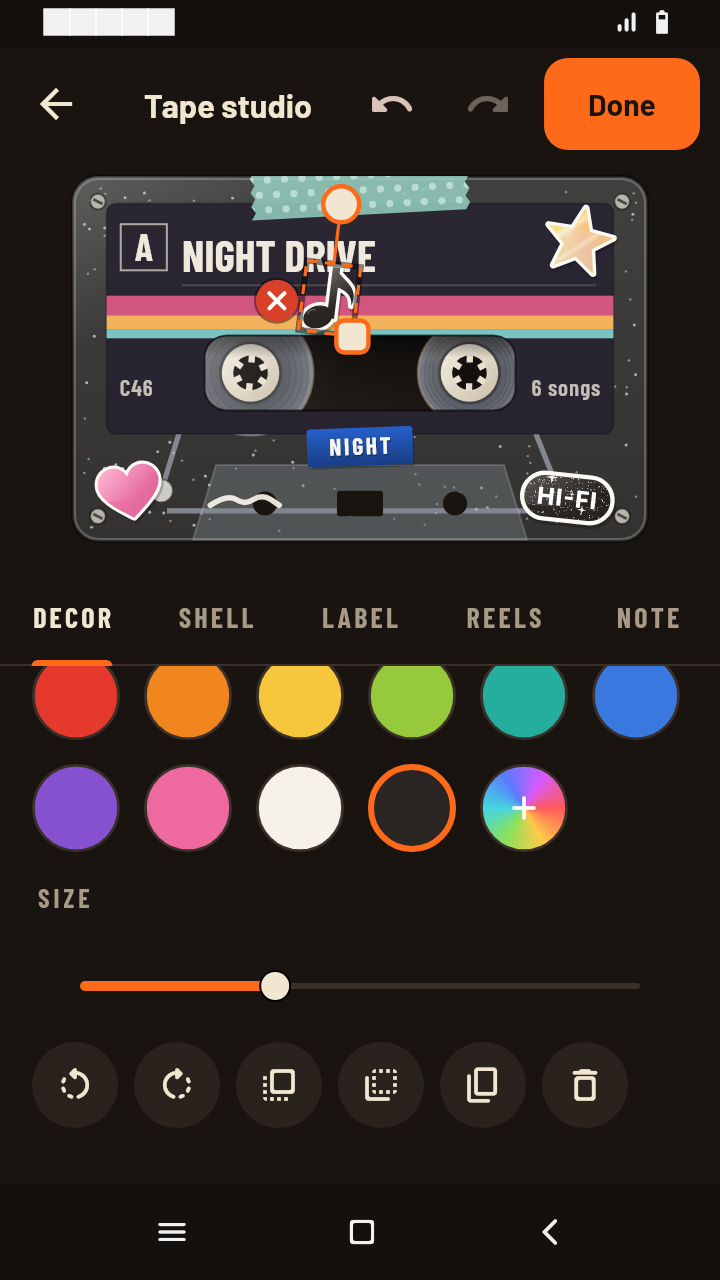 Tape studio
Done
A
NIGHT DRIVE
C46
6 songs
NIGHT
HI-FI
DECOR
SHELL
LABEL
REELS
NOTE
SIZE